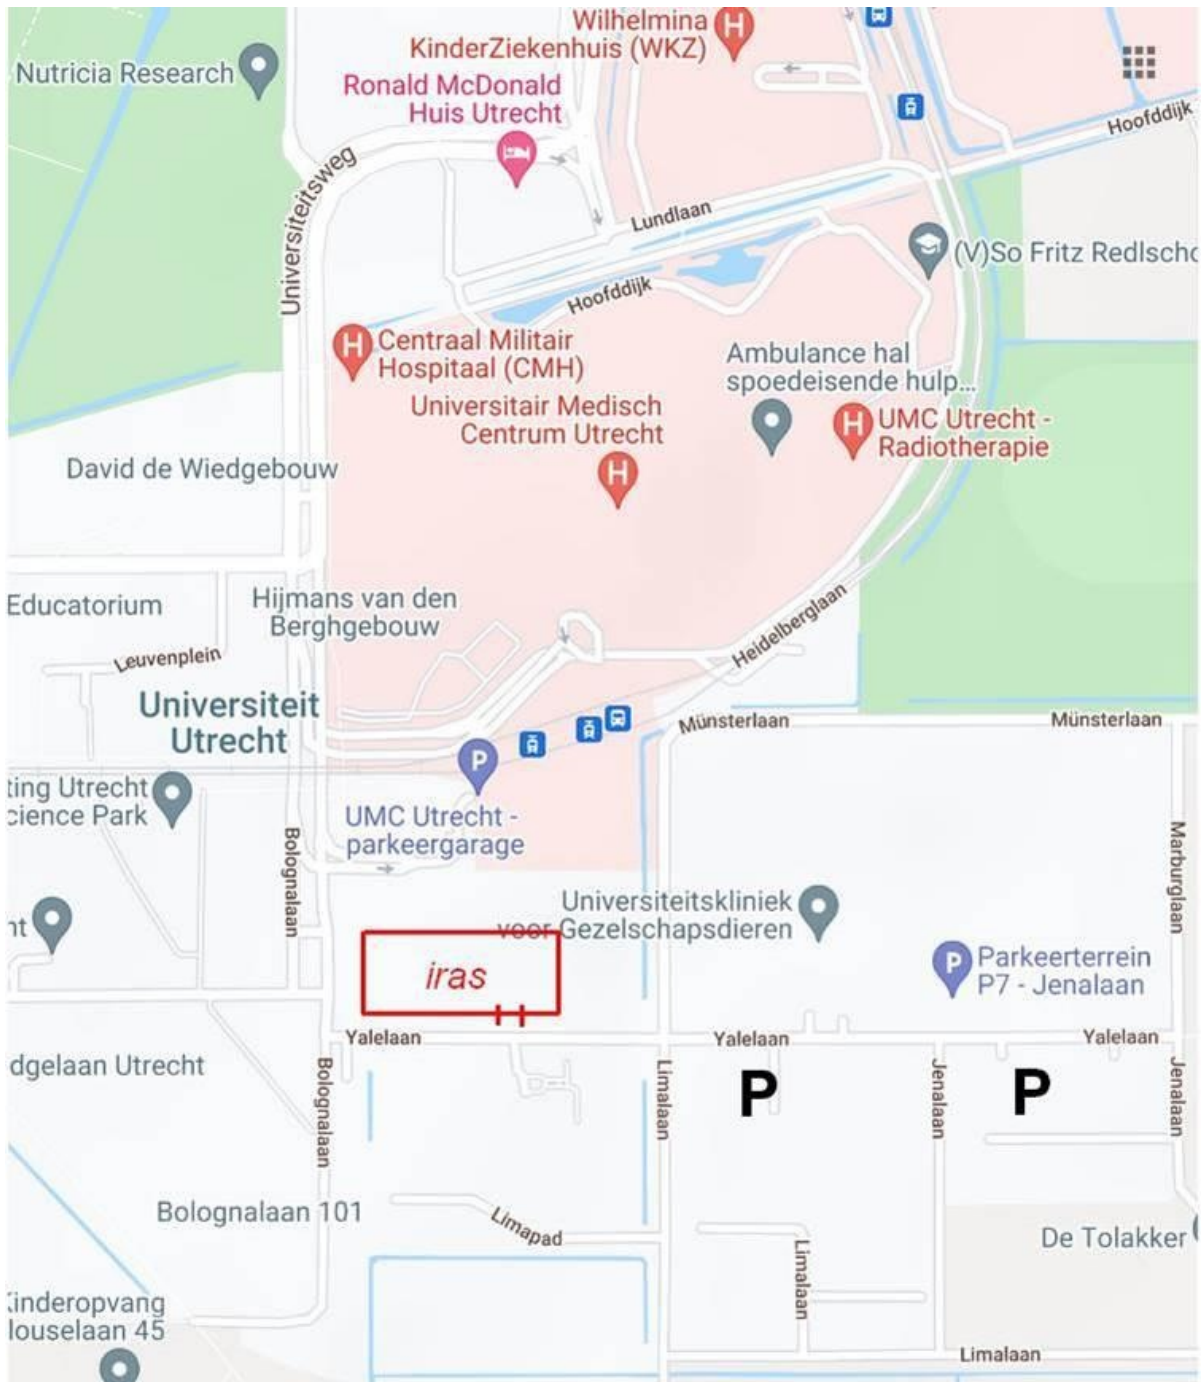 Wilhelmina
KinderZiekenhuis (WKZ)
H
Nutricia Research
Ronald McDonald
Huis Utrecht
Hoofddijk
Universiteitsweg
Lundlaan
(V)So Fritz Redlscho
Hoofddijk
H
Centraal Militair
Hospitaal (CMH)
Ambulance hal
spoedeisende hulp...
Universitair Medisch
Centrum Utrecht
H
H
UMC Utrecht -
Radiotherapie
David de Wiedgebouw
Educatorium
Hijmans van den
Berghgebouw
Heidelberglaan
Leuvenplein
Universiteit
Utrecht
Münsterlaan
Münsterlaan
P
ting Utrecht
cience Park
UMC Utrecht -
parkeergarage
Bolognalaan
Marburglaan
nt
Universiteitskliniek
voor Gezelschapsdieren
iras
P
Parkeerterrein
P7 - Jenalaan
Yalelaan
Yalelaan
Yalelaan
dgelaan Utrecht
Bolognalaan
Limalaan
P
Jenalaan
P
Jenalaan
Bolognalaan 101
Limapad
Limalaan
De Tolakker
Kinderopvang
louselaan 45
Limalaan